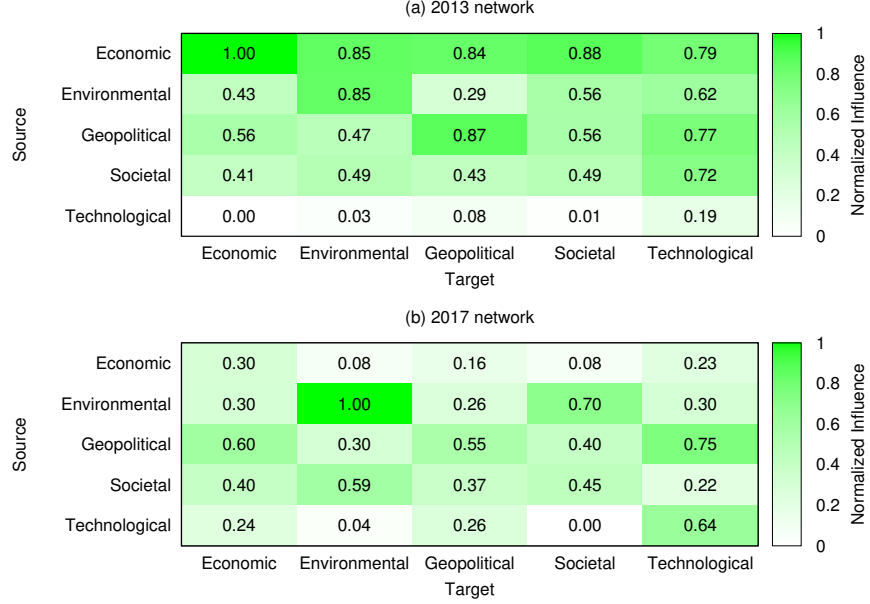 (a) 2013 network
Economic 1.00 0.85 0.84 0.88 0.79
Environmental 0.43 0.85 0.29 0.56 0.62
Geopolitical 0.56 0.47 0.87 0.56 0.77
Societal 0.41 0.49 0.43 0.49 0.72
Technological 0.00 0.03 0.08 0.01 0.19
Source
Economic Environmental Geopolitical Societal Technological
Target
1
0.8
0.6
0.4
0.2
0
Normalized Influence
(b) 2017 network
Economic 0.30 0.08 0.16 0.08 0.23
Environmental 0.30 1.00 0.26 0.70 0.30
Geopolitical 0.60 0.30 0.55 0.40 0.75
Societal 0.40 0.59 0.37 0.45 0.22
Technological 0.24 0.04 0.26 0.00 0.64
Source
Economic Environmental Geopolitical Societal Technological
Target
1
0.8
0.6
0.4
0.2
0
Normalized Influence